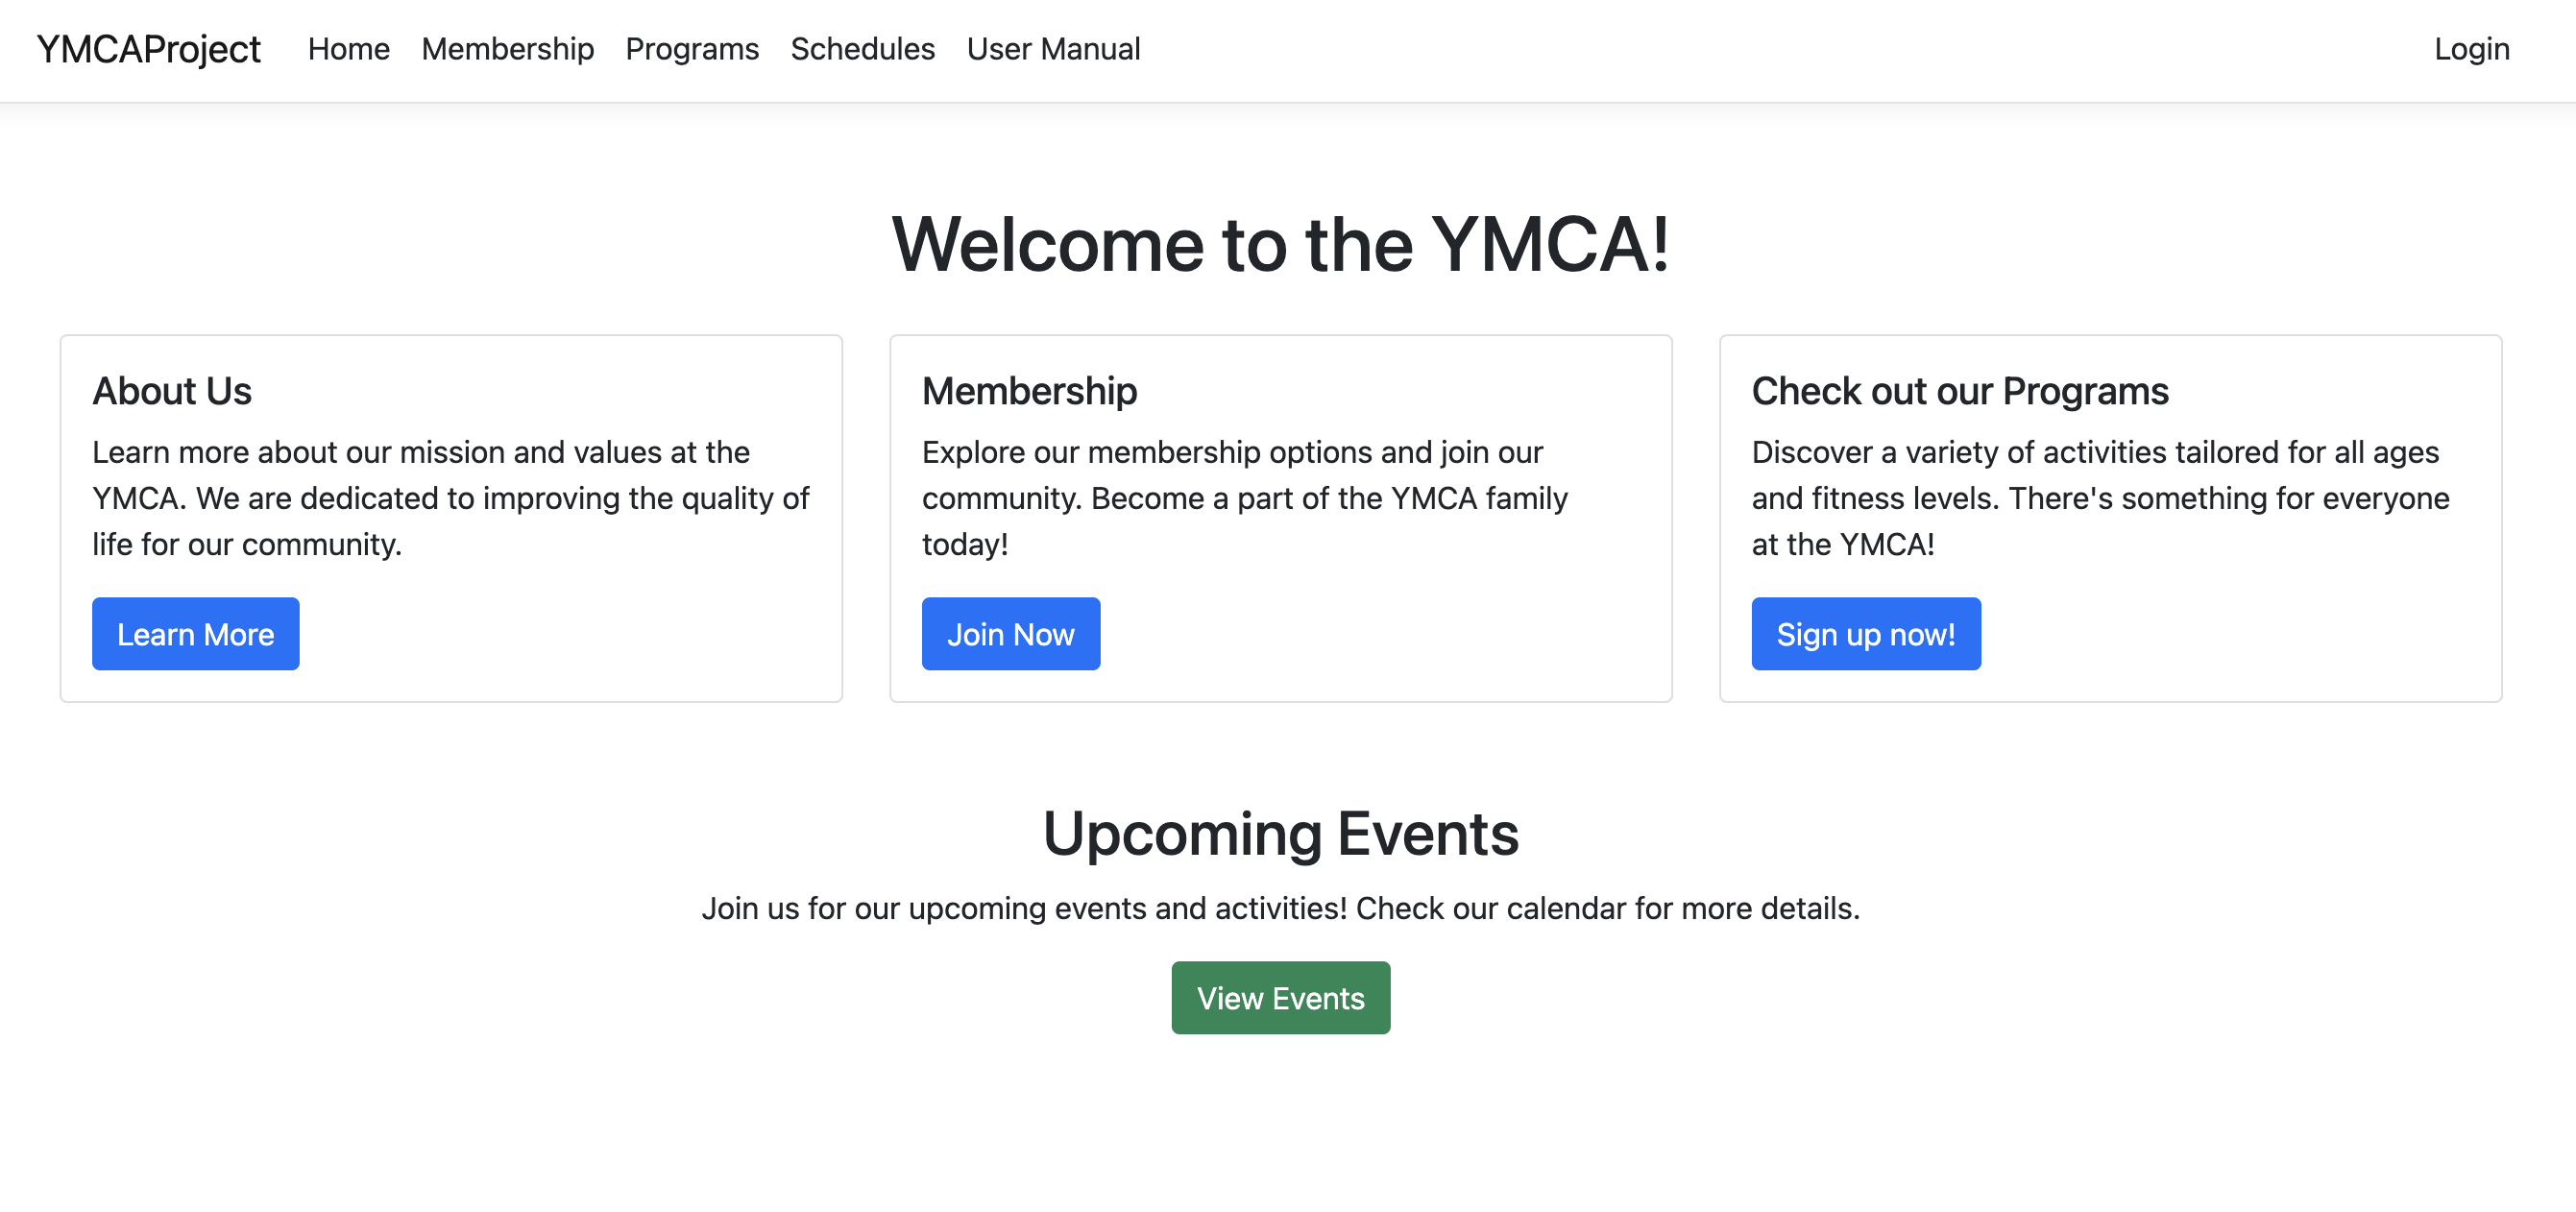 YMCAProject Home Membership Programs Schedules User Manual Login
Welcome to the YMCA!
About Us
Learn more about our mission and values at the
YMCA. We are dedicated to improving the quality of
life for our community.
Learn More
Membership
Explore our membership options and join our
community. Become a part of the YMCA family
today!
Join Now
Check out our Programs
Discover a variety of activities tailored for all ages
and fitness levels. There's something for everyone
at the YMCA!
Sign up now!
Upcoming Events
Join us for our upcoming events and activities! Check our calendar for more details.
View Events